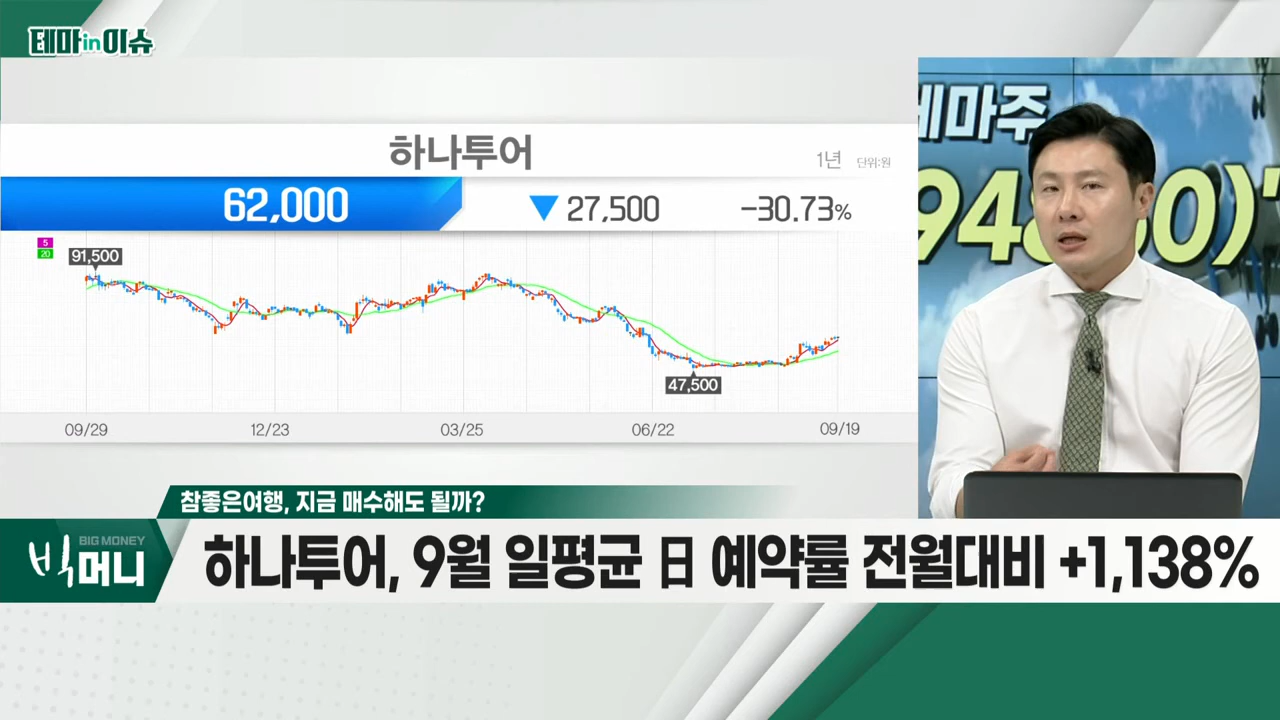 테마in이슈
하나투어
1년 단위:원
62,000 ▼ 27,500 -30.73%
5
20
91,500
47,500
09/29 12/23 03/25 06/22 09/19
테마주
참좋은여행, 지금 매수해도 될까?
BIG MONEY
빅머니
하나투어, 9월 일평균 日 예약률 전월대비 +1,138%